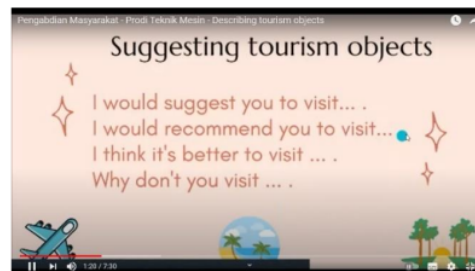 Pengabdian Masyarakat - Prodi Teknik Mesin - Describing tourism objects
Suggesting tourism objects
I would suggest you to visit... .
I would recommend you to visit...
I think it's better to visit ... .
Why don't you visit ... .
1:20 / 7:30